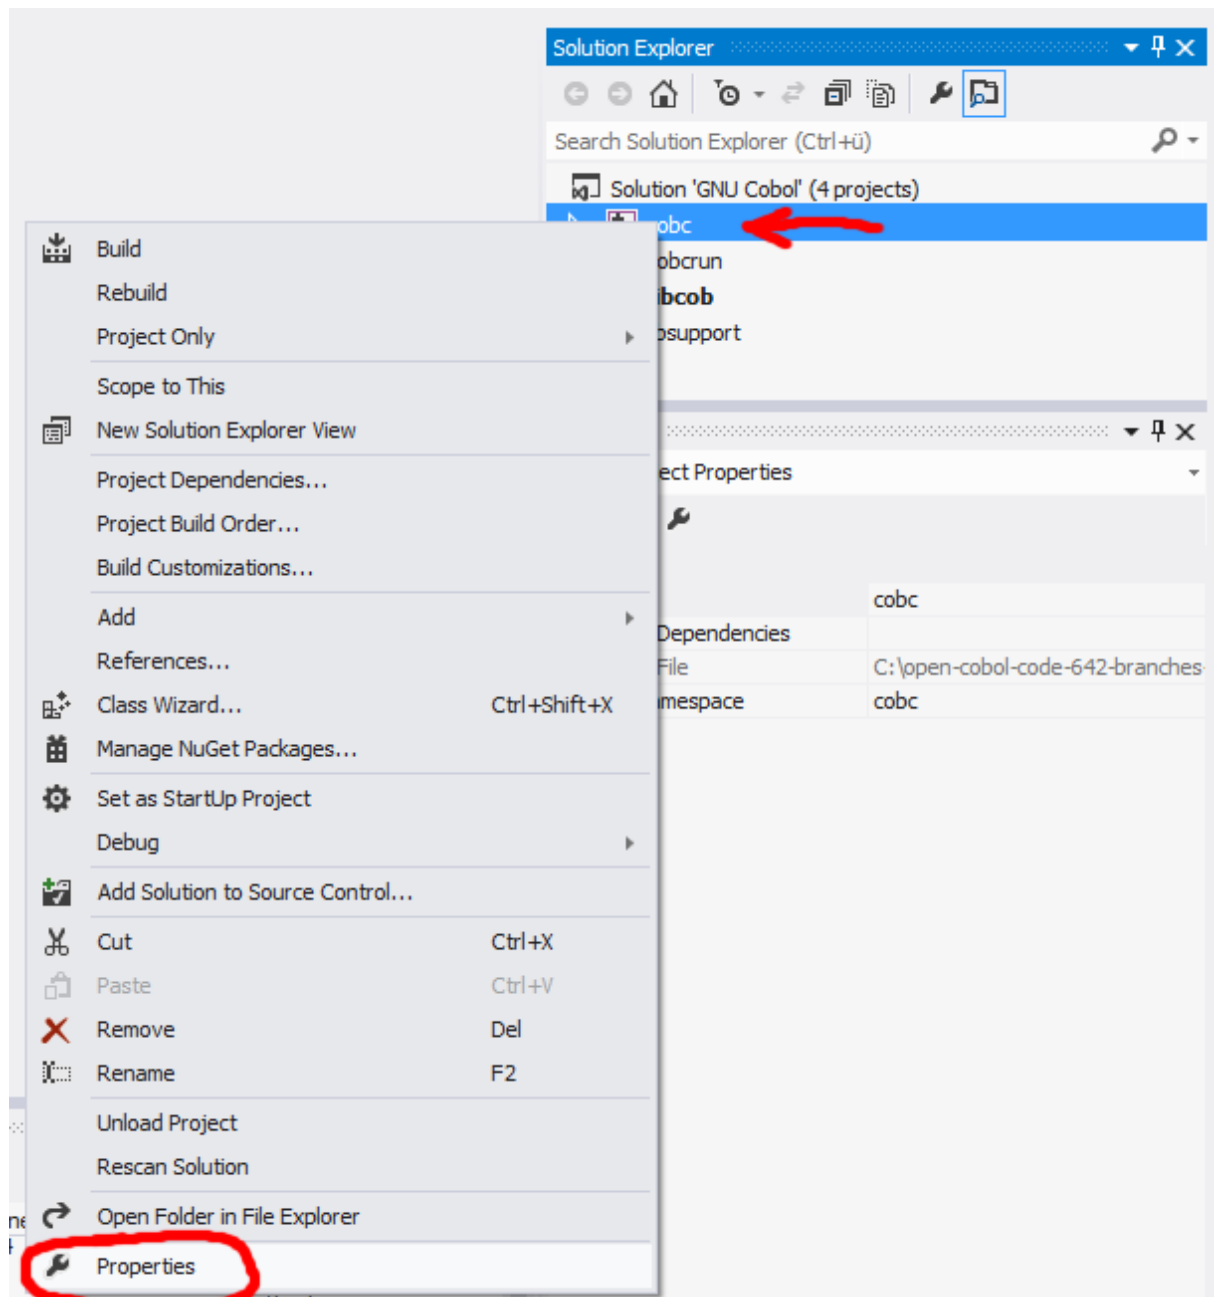 Solution Explorer
Search Solution Explorer (Ctrl+ü)
Solution 'GNU Cobol' (4 projects)
obc
obcrun
ibcob
osupport
Build
Rebuild
Project Only
Scope to This
New Solution Explorer View
Project Dependencies...
Project Build Order...
Build Customizations...
Add
References...
Class Wizard... Ctrl+Shift+X
Manage NuGet Packages...
Set as StartUp Project
Debug
Add Solution to Source Control...
Cut Ctrl+X
Paste Ctrl+V
Remove Del
Rename F2
Unload Project
Rescan Solution
Open Folder in File Explorer
Properties
ect Properties
cobc
Dependencies
File C:\open-cobol-code-642-branches-
mespace cobc